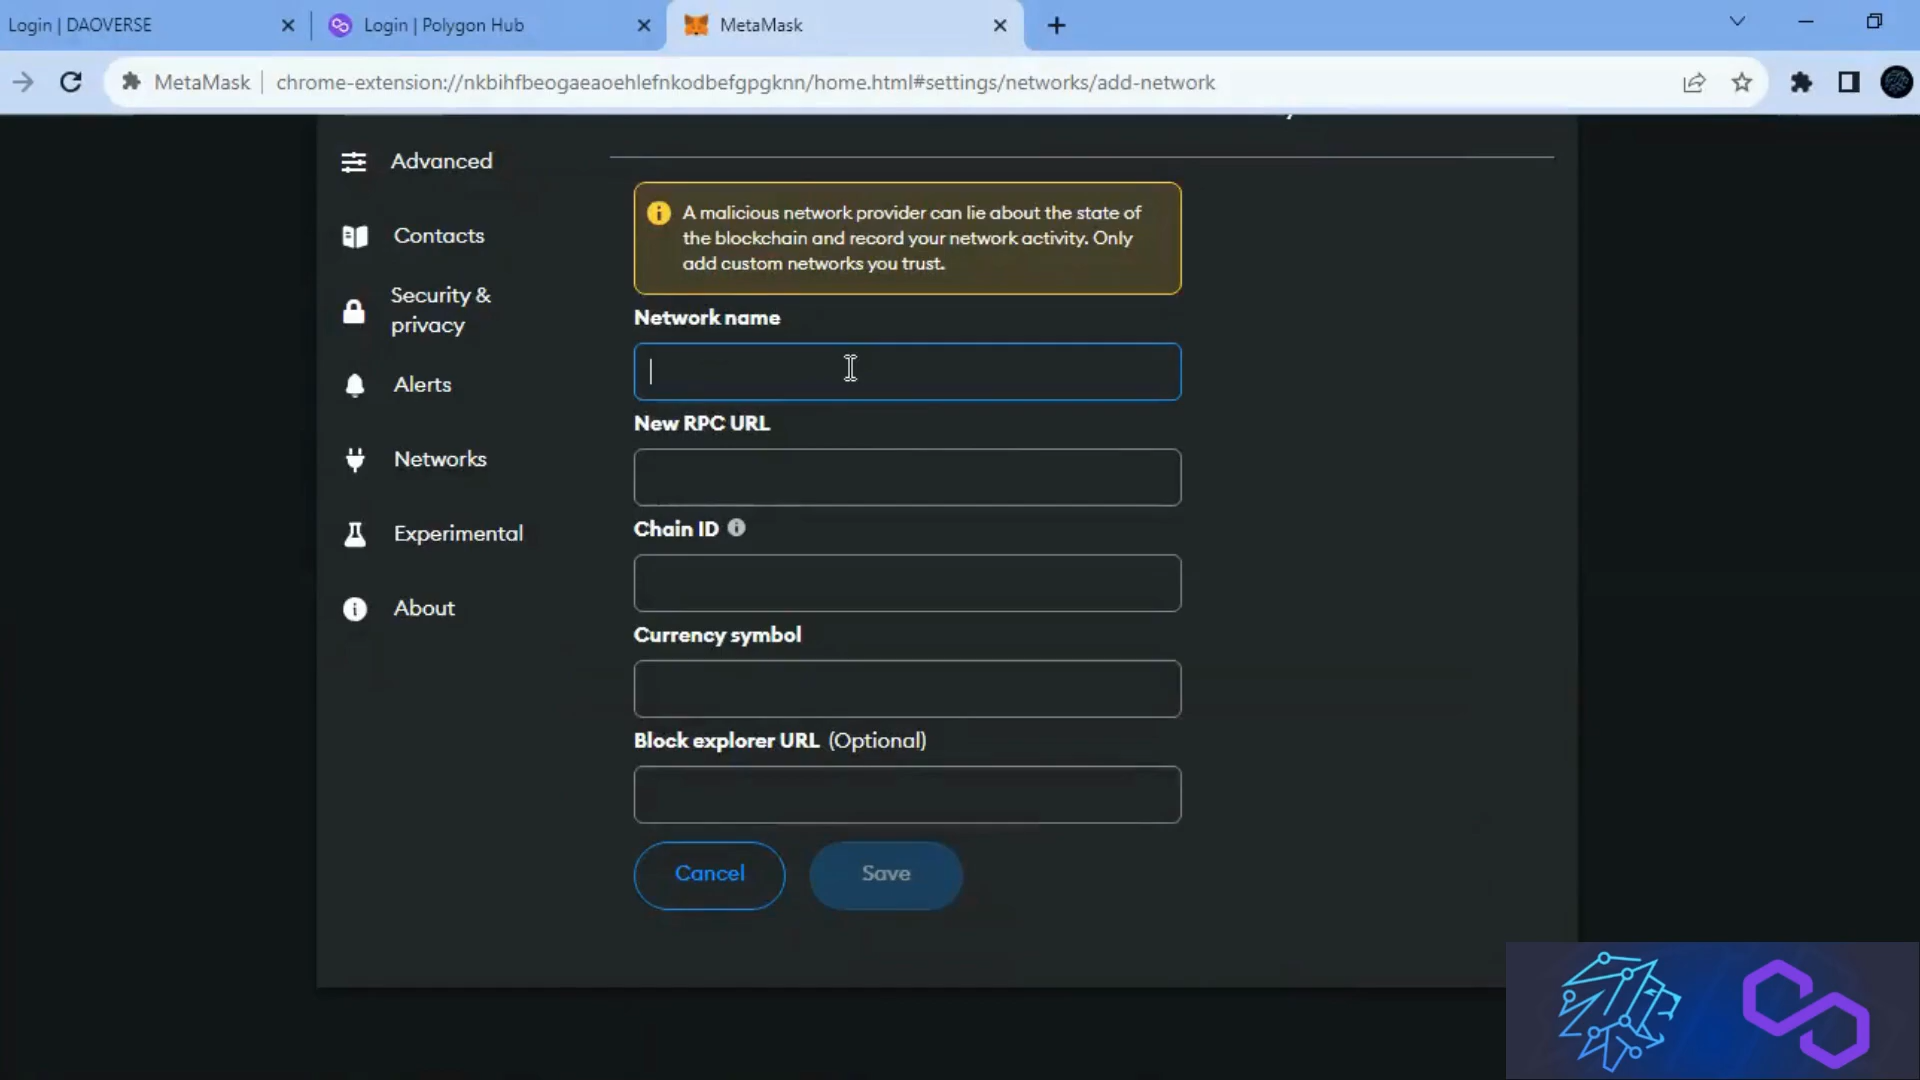 Login | DAOVERSE
Login | Polygon Hub
MetaMask
MetaMask
chrome-extension://nkbihfbeogaeaoehlefnkodbefgpgknn/home.html#settings/networks/add-network
Advanced
Contacts
Security &
privacy
Alerts
Networks
Experimental
About
A malicious network provider can lie about the state of
the blockchain and record your network activity. Only
add custom networks you trust.
Network name
New RPC URL
Chain ID
Currency symbol
Block explorer URL (Optional)
Cancel
Save